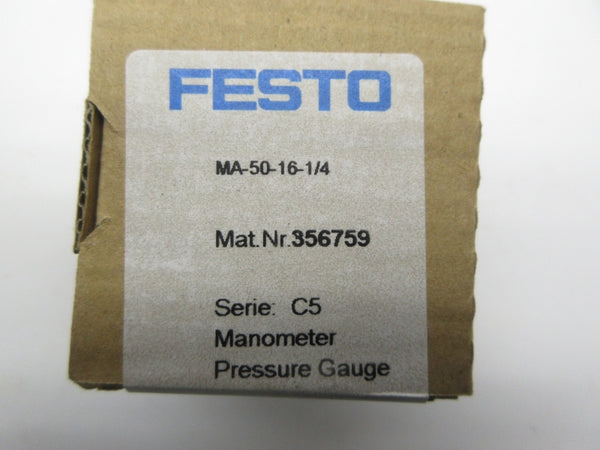 FESTO
MA-50-16-1/4
Mat.Nr.356759
Serie: C5
Manometer
Pressure Gauge